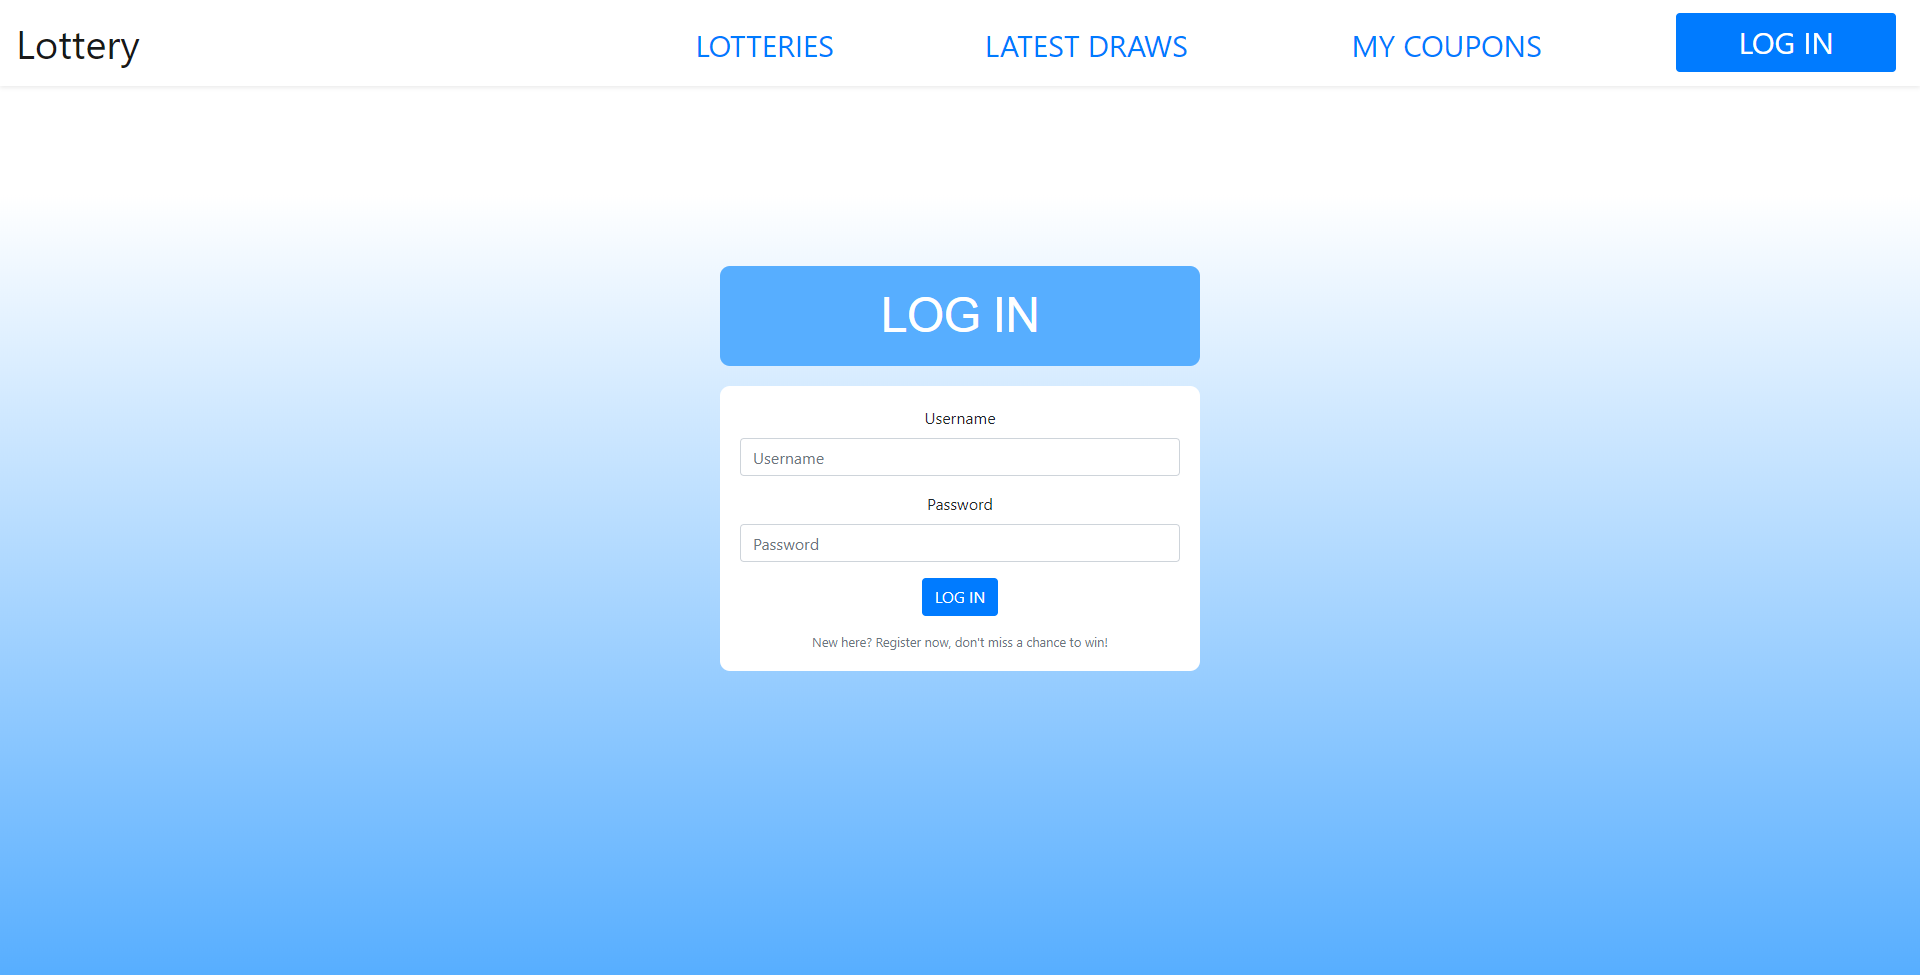 Lottery
LOTTERIES
LATEST DRAWS
MY COUPONS
LOG IN
LOG IN
Username
Username
Password
Password
LOG IN
New here? Register now, don't miss a chance to win!